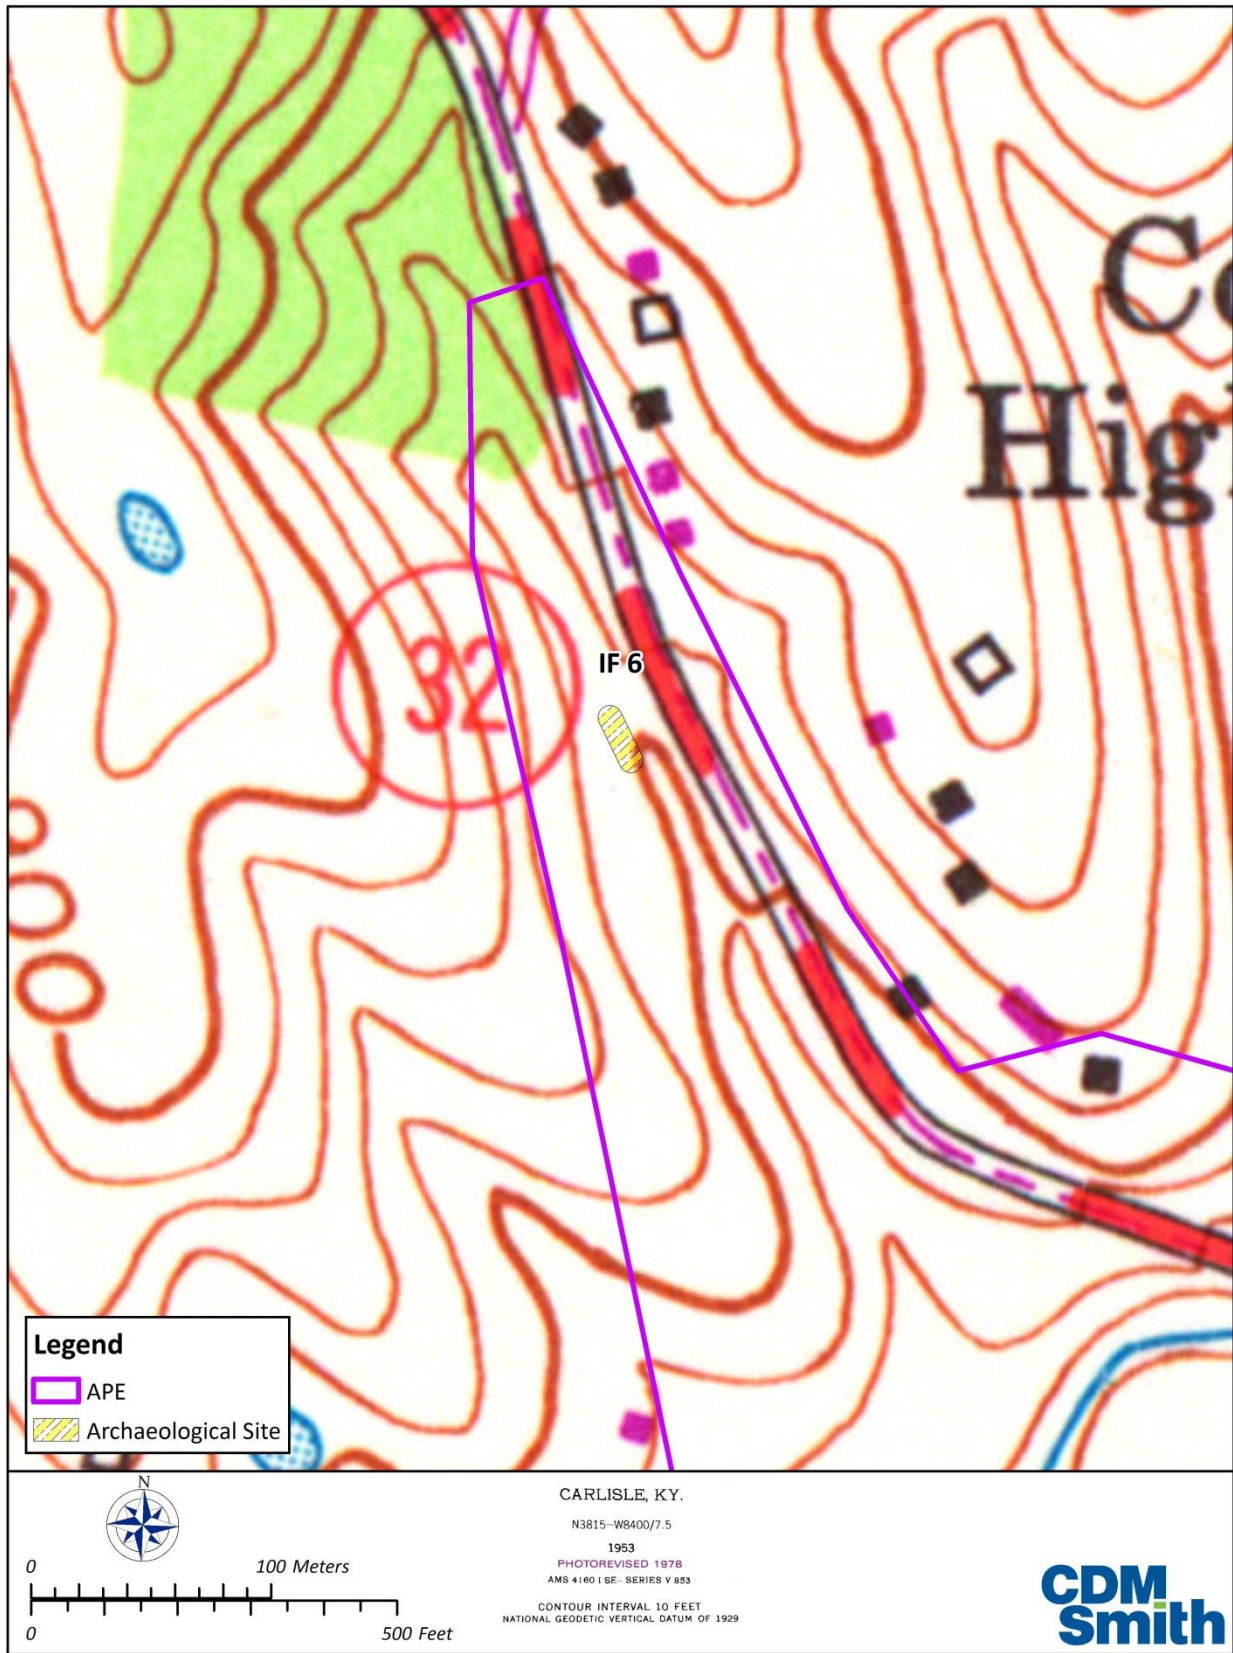 Co
High
32
IF 6
000
Legend
APE
Archaeological Site
N
0 100 Meters
0 500 Feet
CARLISLE, KY.
N3815–W8400/7.5
1953
PHOTOREVISED 1978
AMS 4160 I SE–SERIES V 853
CONTOUR INTERVAL 10 FEET
NATIONAL GEODETIC VERTICAL DATUM OF 1929
CDM
Smith